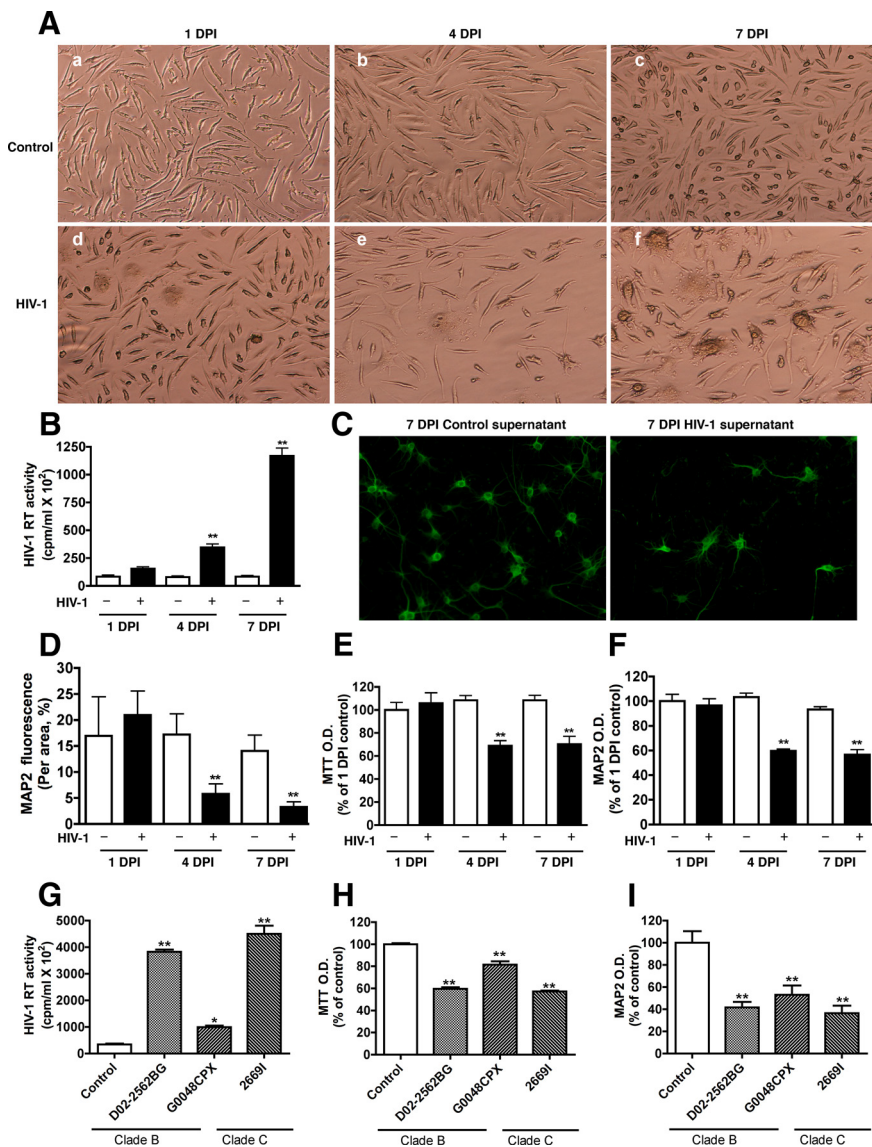 A
1 DPI
4 DPI
7 DPI
a
b
c
Control
d
e
f
HIV-1
B
HIV-1 RT activity
(cpm/ml X 10²)
1250
1000
750
500
250
0
**
**
HIV-1 – + – + – +
1 DPI 4 DPI 7 DPI
C
7 DPI Control supernatant
7 DPI HIV-1 supernatant
D
MAP2 fluorescence
(Per area, %)
30
25
20
15
10
5
0
**
**
HIV-1 – + – + – +
1 DPI 4 DPI 7 DPI
E
MTT O.D.
(% of 1 DPI control)
120
100
80
60
40
20
0
**
**
HIV-1 – + – + – +
1 DPI 4 DPI 7 DPI
F
MAP2 O.D.
(% of 1 DPI control)
120
100
80
60
40
20
0
**
**
HIV-1 – + – + – +
1 DPI 4 DPI 7 DPI
G
HIV-1 RT activity
(cpm/ml X 10²)
5000
4000
3000
2000
1000
0
**
*
**
Control
D02-2562BG
G0048CPX
2669I
Clade B Clade C
H
MTT O.D.
(% of control)
120
100
80
60
40
20
0
**
**
**
Control
D02-2562BG
G0048CPX
2669I
Clade B Clade C
I
MAP2 O.D.
(% of control)
120
100
80
60
40
20
0
**
**
**
Control
D02-2562BG
G0048CPX
2669I
Clade B Clade C